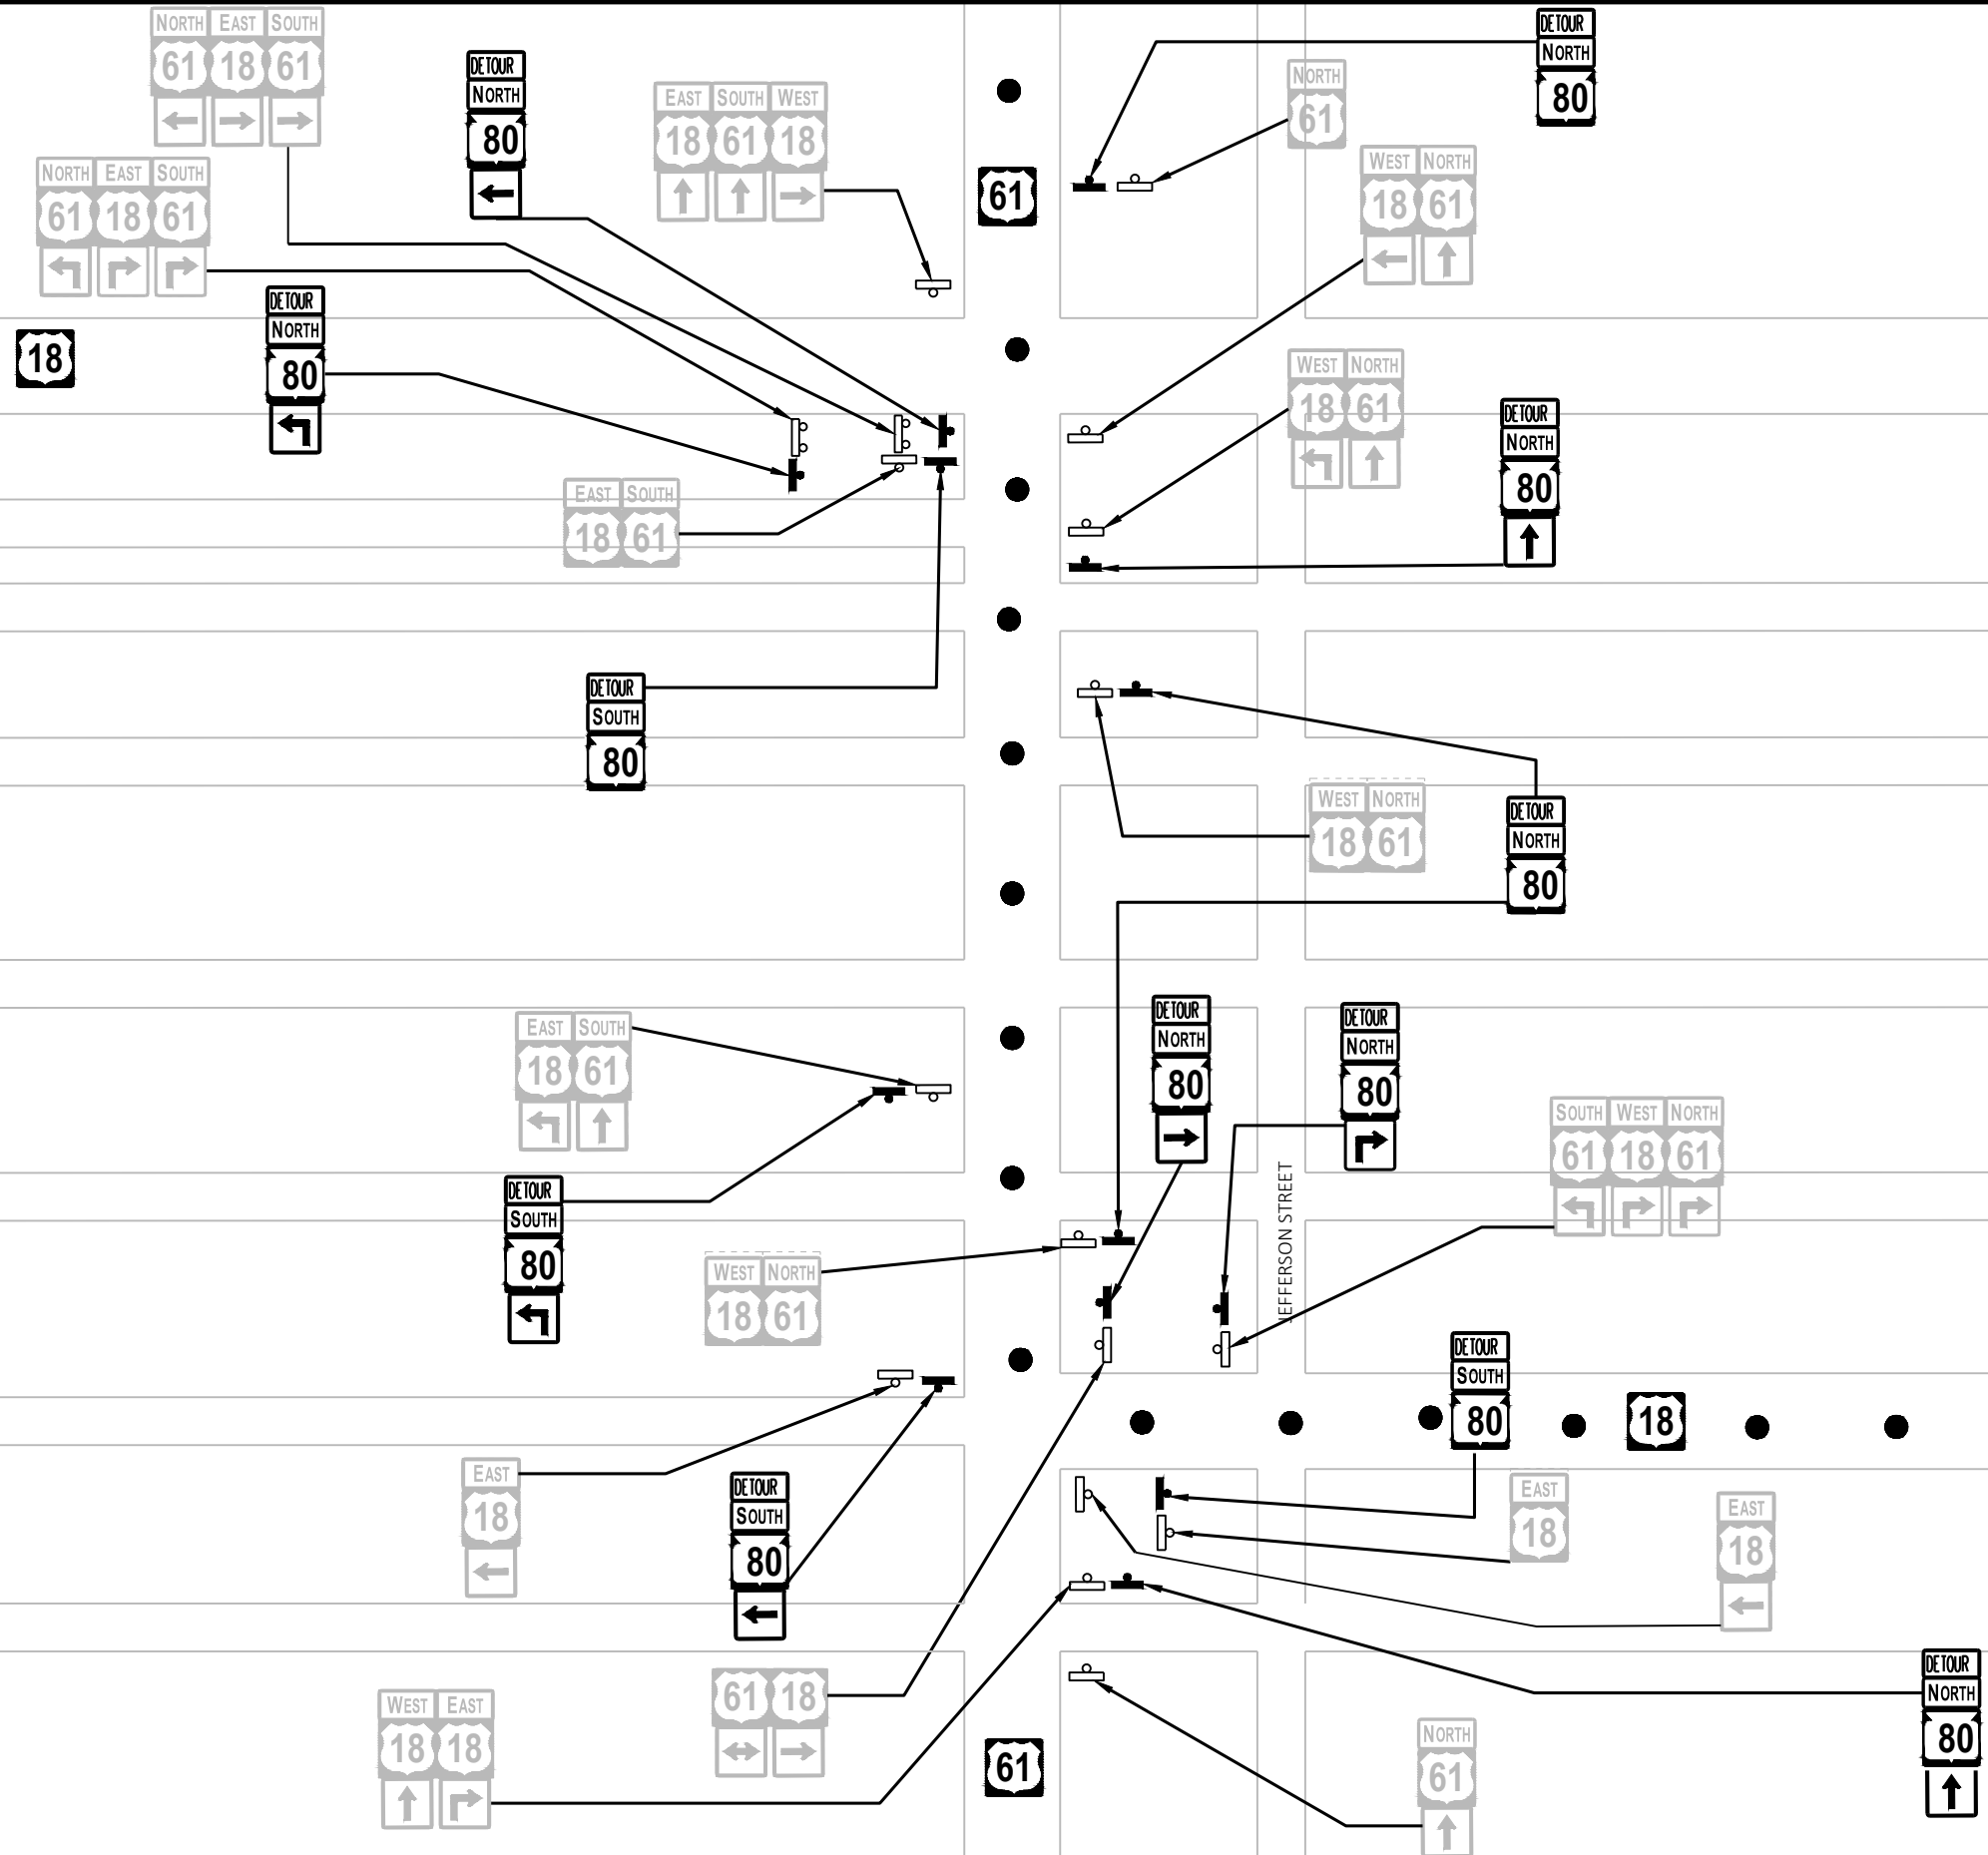 NORTH EAST SOUTH
61 18 61
DETOUR
NORTH
80
EAST SOUTH WEST
18 61 18
DETOUR
NORTH
80
NORTH
61
61
WEST NORTH
18 61
NORTH EAST SOUTH
61 18 61
18
DETOUR
NORTH
80
WEST NORTH
18 61
DETOUR
NORTH
80
EAST SOUTH
18 61
DETOUR
SOUTH
80
WEST NORTH
18 61
DETOUR
NORTH
80
EAST SOUTH
18 61
DETOUR
NORTH
80
DETOUR
NORTH
80
SOUTH WEST NORTH
61 18 61
JEFFERSON STREET
DETOUR
SOUTH
80
WEST NORTH
18 61
DETOUR
SOUTH
80
18
EAST
18
DETOUR
SOUTH
80
EAST
18
EAST
18
WEST EAST
18 18
61 18
61
NORTH
61
DETOUR
NORTH
80